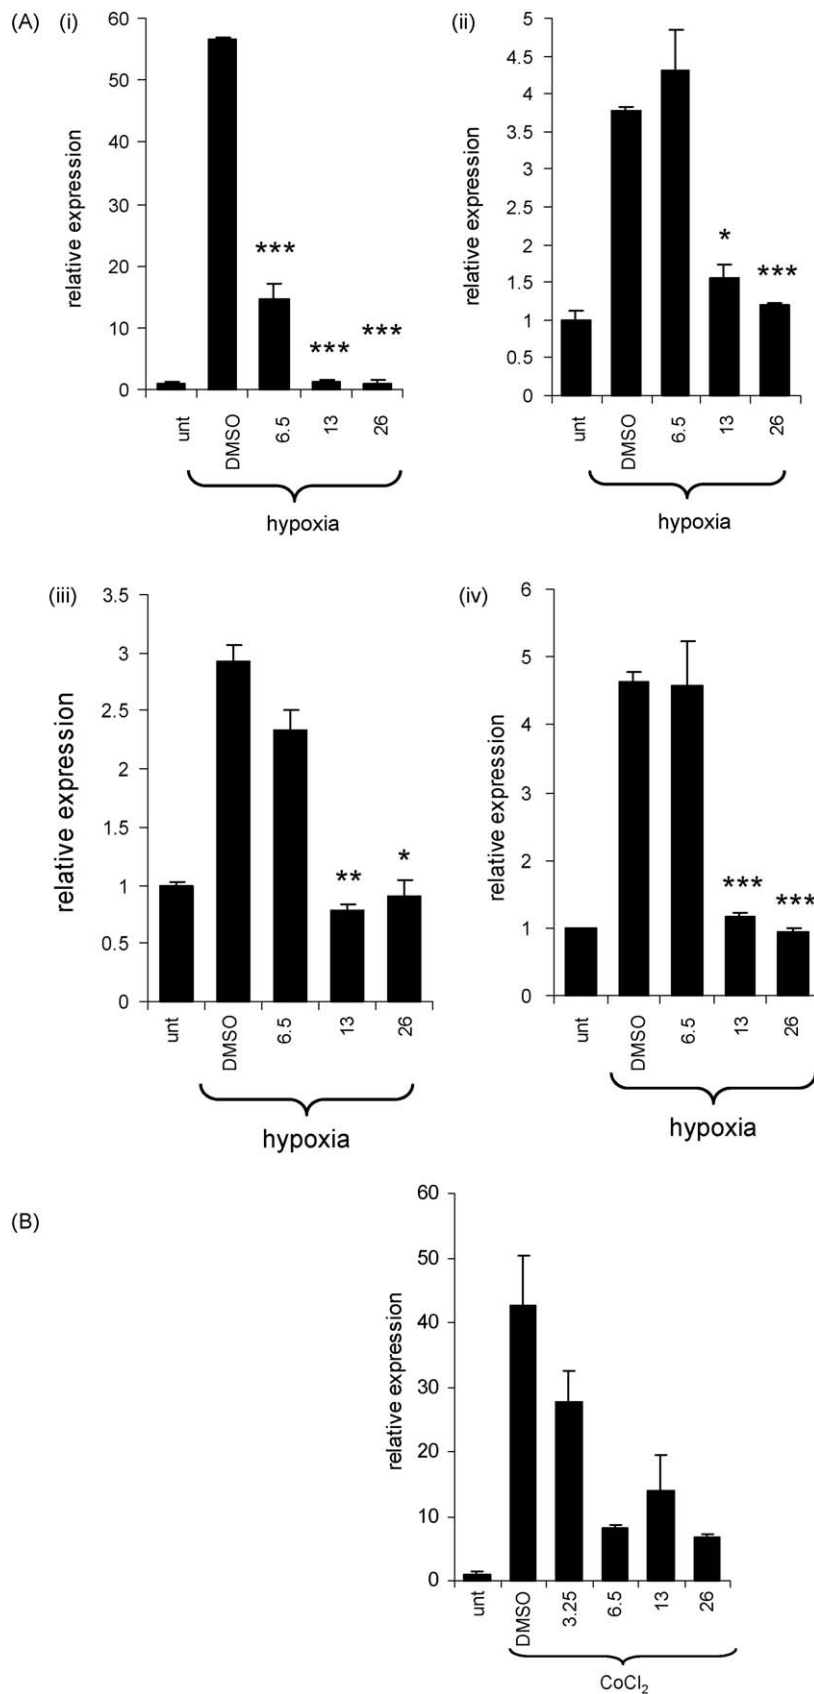 (A) (i)
60
50
40
30
20
10
0
relative expression
***
***
***
unt
DMSO
6.5
13
26
hypoxia
(ii)
5
4.5
4
3.5
3
2.5
2
1.5
1
0.5
0
relative expression
*
***
unt
DMSO
6.5
13
26
hypoxia
(iii)
3.5
3
2.5
2
1.5
1
0.5
0
relative expression
**
*
unt
DMSO
6.5
13
26
hypoxia
(iv)
6
5
4
3
2
1
0
relative expression
***
***
unt
DMSO
6.5
13
26
hypoxia
(B)
60
50
40
30
20
10
0
relative expression
unt
DMSO
3.25
6.5
13
26
CoCl₂